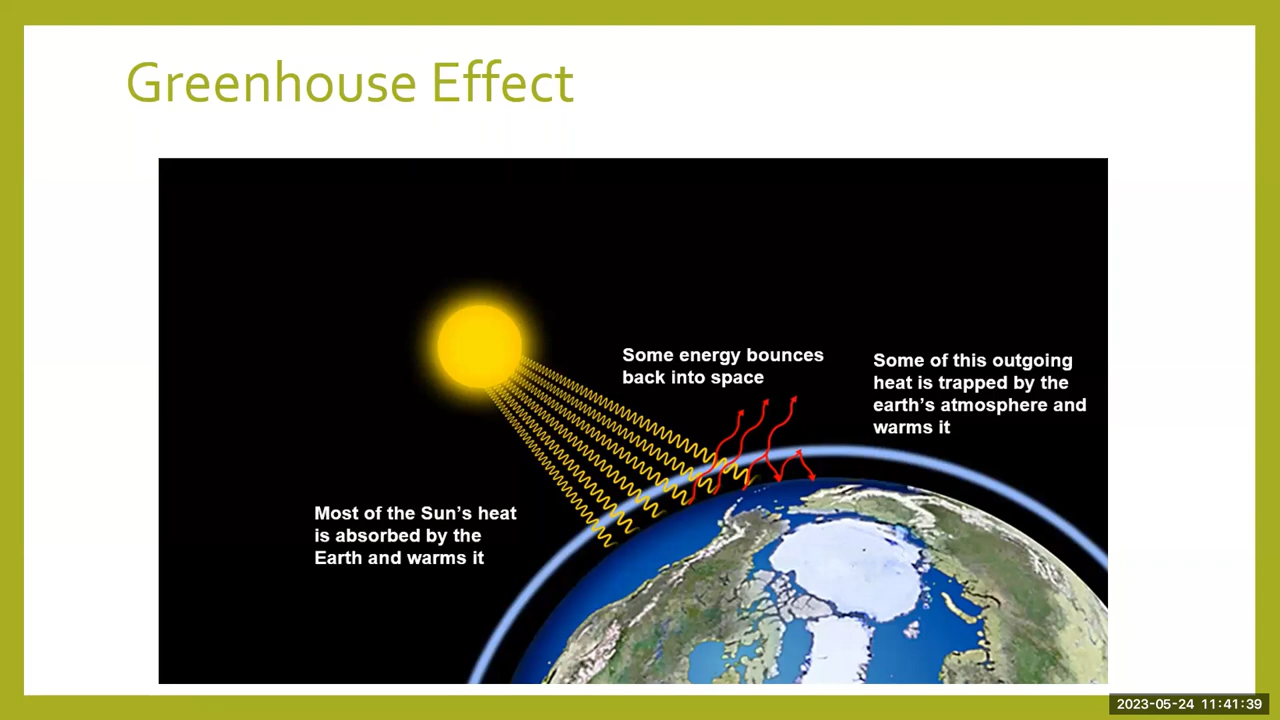 Greenhouse Effect
Some energy bounces
back into space
Some of this outgoing
heat is trapped by the
earth's atmosphere and
warms it
Most of the Sun's heat
is absorbed by the
Earth and warms it
2023-05-24 11:41:39